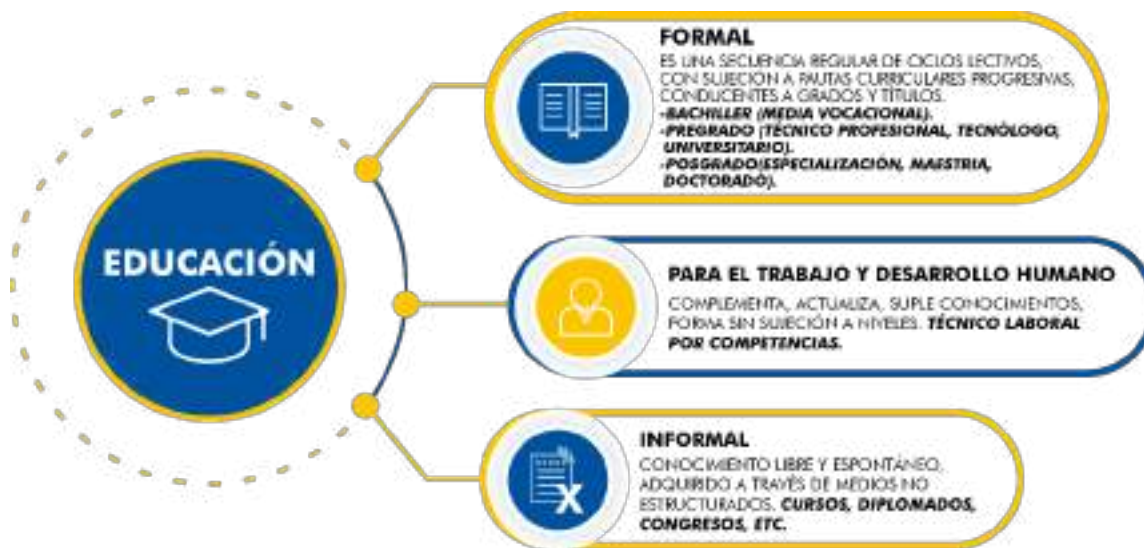 EDUCACIÓN
FORMAL
ES UNA SECUENCIA REGULAR DE CICLOS LECTIVOS,
CON SUJECIÓN A PAUTAS CURRICULARES PROGRESIVAS,
CONDUCENTES A GRADOS Y TÍTULOS.
-BACHILLER (MEDIA VOCACIONAL).
-PREGRADO (TÉCNICO PROFESIONAL, TECNÓLOGO,
UNIVERSITARIO).
-POSGRADO(ESPECIALIZACIÓN, MAESTRIA,
DOCTORADO).
PARA EL TRABAJO Y DESARROLLO HUMANO
COMPLEMENTA, ACTUALIZA, SUPLE CONOCIMIENTOS,
FORMA SIN SUJECIÓN A NIVELES. TÉCNICO LABORAL
POR COMPETENCIAS.
INFORMAL
CONOCIMIENTO LIBRE Y ESPONTÁNEO,
ADQUIRIDO A TRAVÉS DE MEDIOS NO
ESTRUCTURADOS. CURSOS, DIPLOMADOS,
CONGRESOS, ETC.